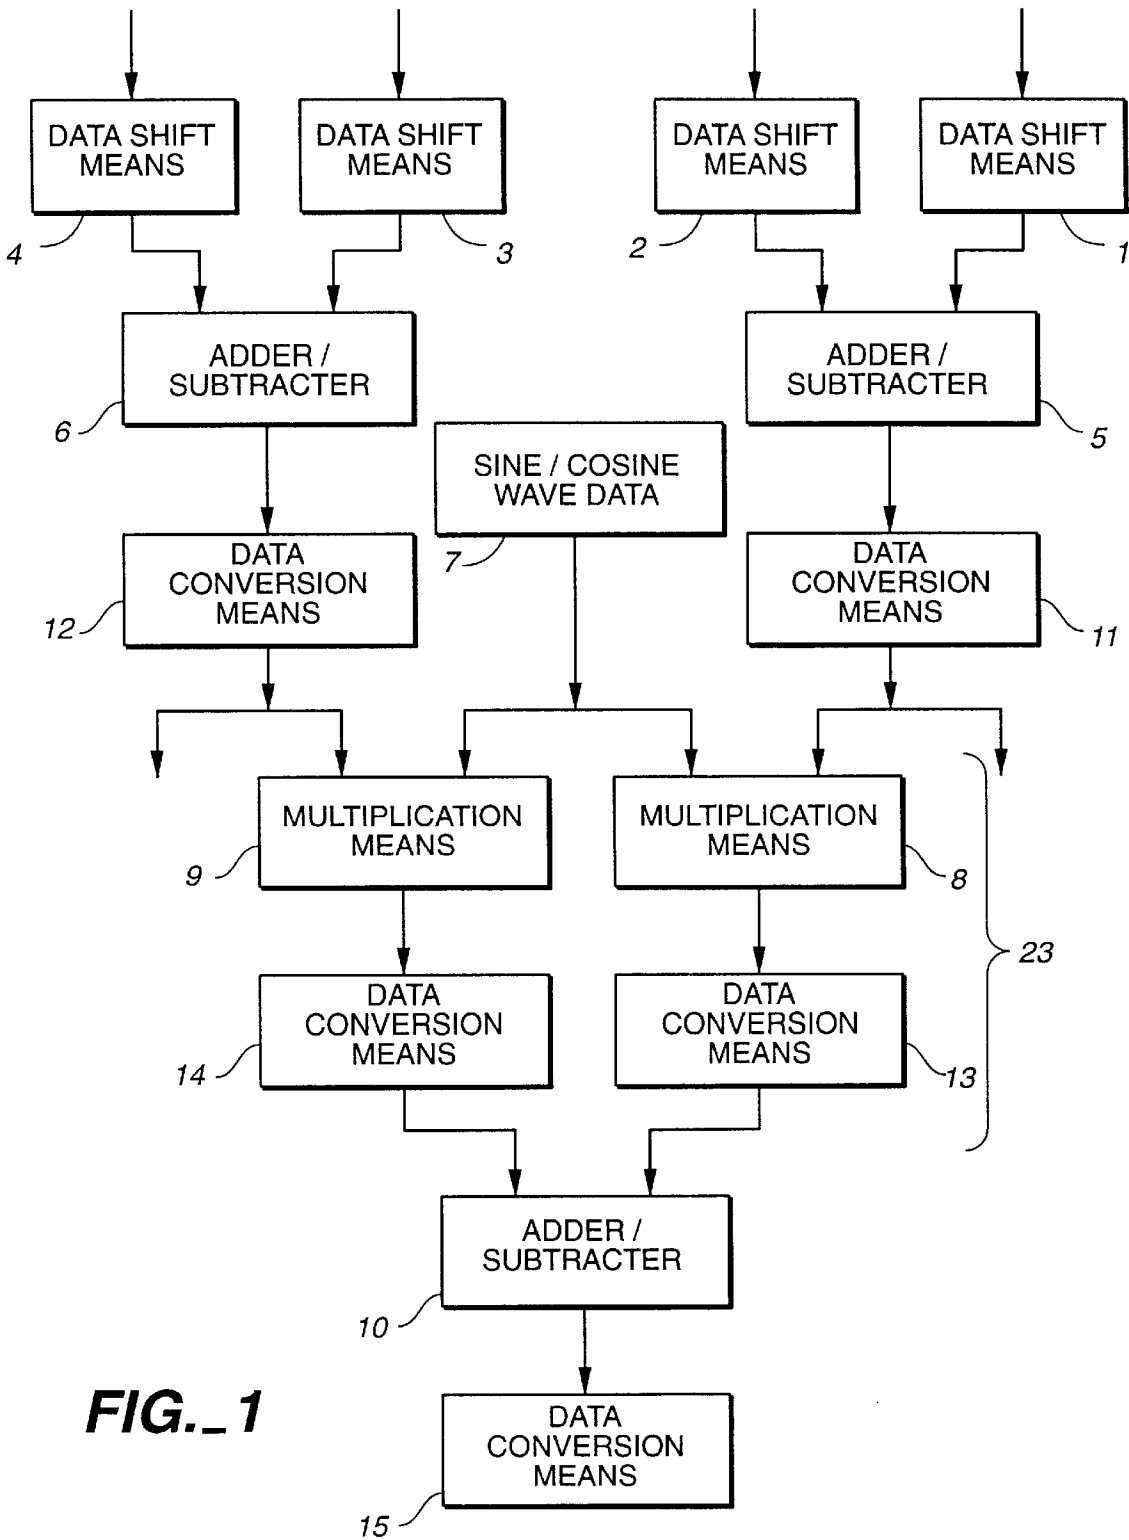 DATA SHIFT
MEANS
DATA SHIFT
MEANS
DATA SHIFT
MEANS
DATA SHIFT
MEANS
4
3
2
1
ADDER /
SUBTRACTER
ADDER /
SUBTRACTER
6
5
SINE / COSINE
WAVE DATA
7
DATA
CONVERSION
MEANS
DATA
CONVERSION
MEANS
12
11
MULTIPLICATION
MEANS
MULTIPLICATION
MEANS
9
8
23
DATA
CONVERSION
MEANS
DATA
CONVERSION
MEANS
14
13
ADDER /
SUBTRACTER
10
FIG._1
DATA
CONVERSION
MEANS
15